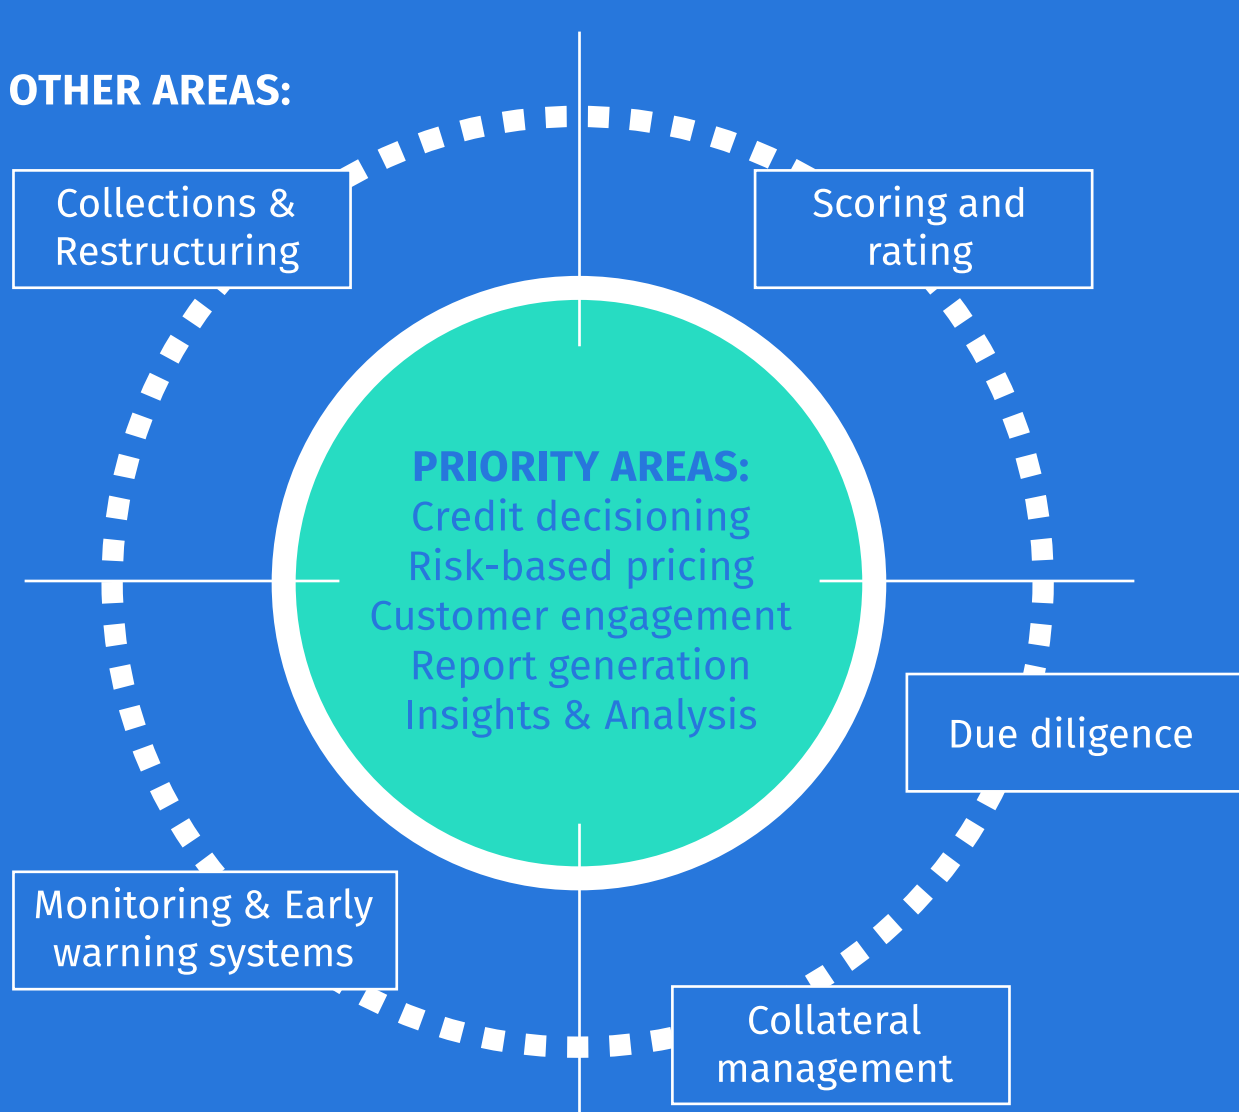 OTHER AREAS:
Collections &
Restructuring
Scoring and
rating
PRIORITY AREAS:
Credit decisioning
Risk-based pricing
Customer engagement
Report generation
Insights & Analysis
Due diligence
Monitoring & Early
warning systems
Collateral
management